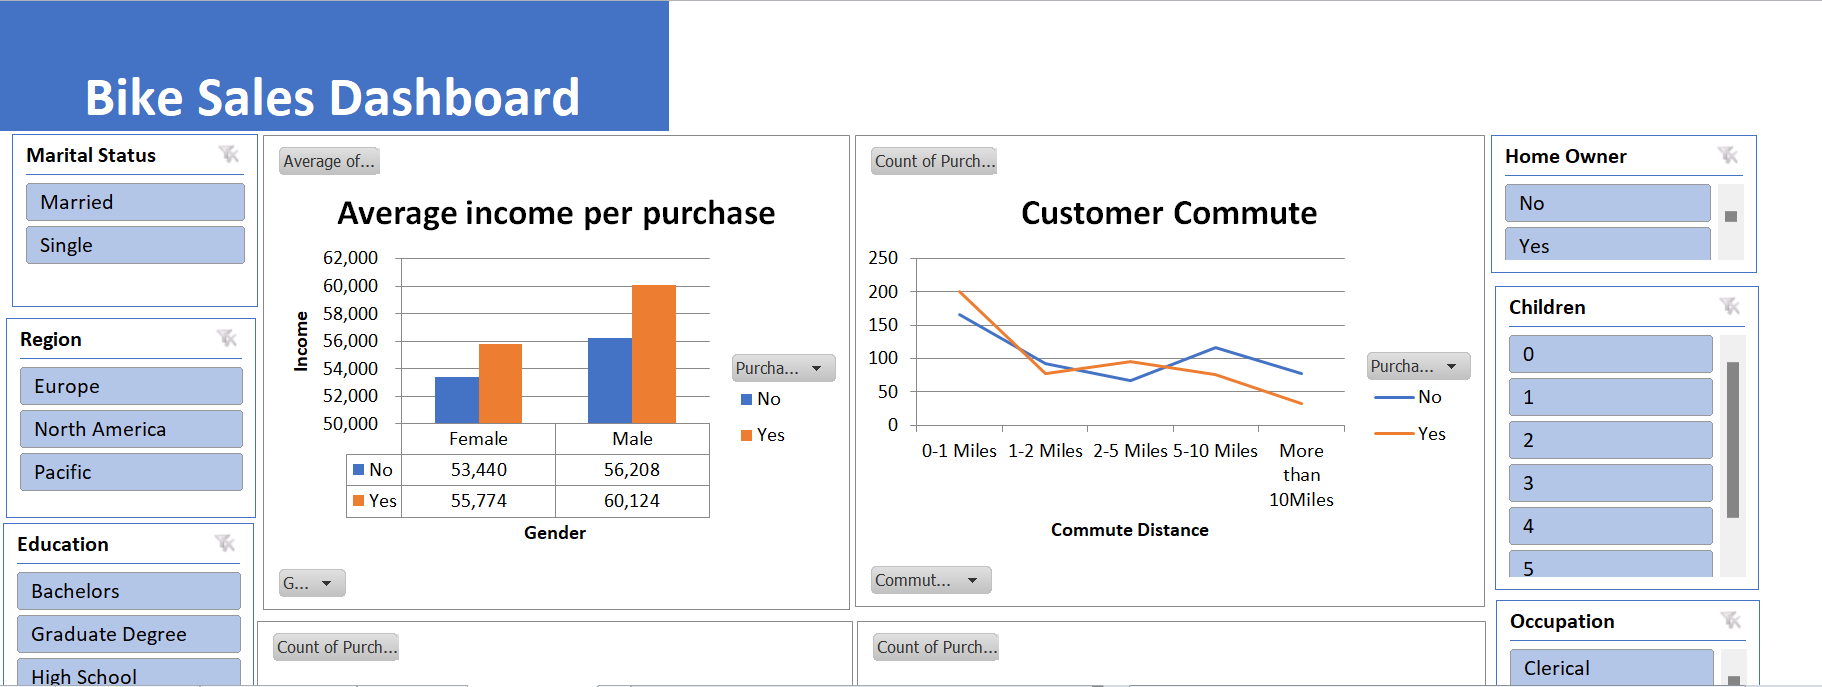 Bike Sales Dashboard
Marital Status
Married
Single
Region
Europe
North America
Pacific
Education
Bachelors
Graduate Degree
High School
Average of...
Average income per purchase
62,000
60,000
58,000
56,000
54,000
52,000
50,000
Income
Female Male
No 53,440 56,208
Yes 55,774 60,124
Gender
Purcha...
No
Yes
G...
Count of Purch...
Customer Commute
250
200
150
100
50
0
0-1 Miles 1-2 Miles 2-5 Miles 5-10 Miles More
than
10Miles
Commute Distance
Purcha...
No
Yes
Commut...
Count of Purch...
Count of Purch...
Home Owner
No
Yes
Children
0
1
2
3
4
5
Occupation
Clerical